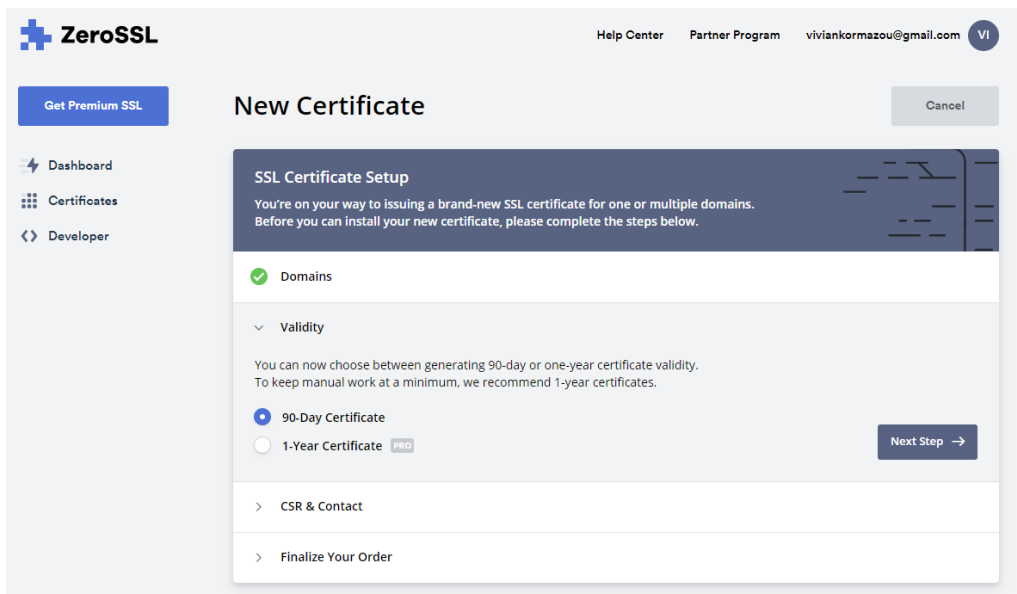 ZeroSSL
Help Center
Partner Program
viviankormazou@gmail.com
VI
Get Premium SSL
Dashboard
Certificates
Developer
New Certificate
Cancel
SSL Certificate Setup
You're on your way to issuing a brand-new SSL certificate for one or multiple domains.
Before you can install your new certificate, please complete the steps below.
Domains
Validity
You can now choose between generating 90-day or one-year certificate validity.
To keep manual work at a minimum, we recommend 1-year certificates.
90-Day Certificate
1-Year Certificate PRO
Next Step
CSR & Contact
Finalize Your Order